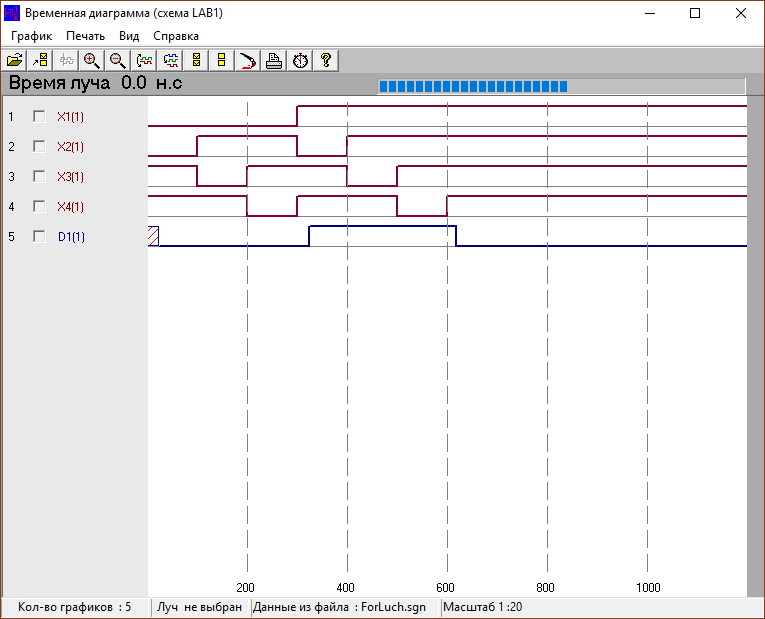 Временная диаграмма (схема LAB1)
График Печать Вид Справка
Время луча 0.0 н.с
1 X1(1)
2 X2(1)
3 X3(1)
4 X4(1)
5 D1(1)
200 400 600 800 1000
Кол-во графиков : 5 Луч не выбран Данные из файла : ForLuch.sgn Масштаб 1 :20